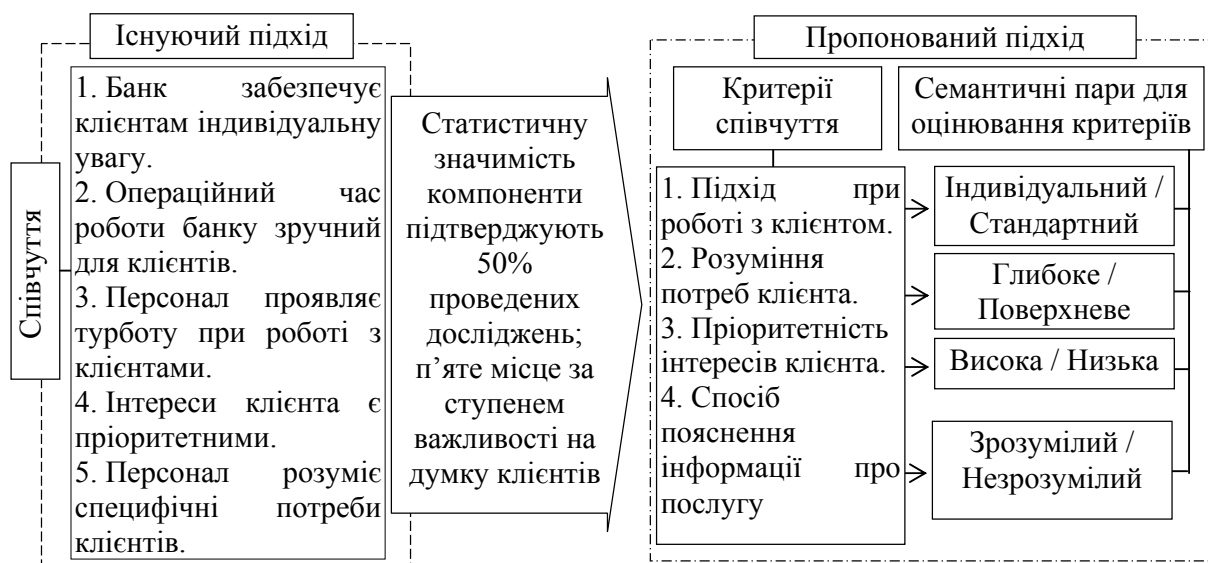 Існуючий підхід
Співчуття
1. Банк забезпечує
клієнтам індивідуальну
увагу.
2. Операційний час
роботи банку зручний
для клієнтів.
3. Персонал проявляє
турботу при роботі з
клієнтами.
4. Інтереси клієнта є
пріоритетними.
5. Персонал розуміє
специфічні потреби
клієнтів.
Статистичну
значимість
компоненти
підтверджують
50%
проведених
досліджень;
п’яте місце за
ступенем
важливості на
думку клієнтів
Пропонований підхід
Критерії
співчуття
Семантичні пари для
оцінювання критеріїв
1. Підхід при
роботі з клієнтом.
2. Розуміння
потреб клієнта.
3. Пріоритетність
інтересів клієнта.
4. Спосіб
пояснення
інформації про
послугу
Індивідуальний /
Стандартний
Глибоке /
Поверхневе
Висока / Низька
Зрозумілий /
Незрозумілий